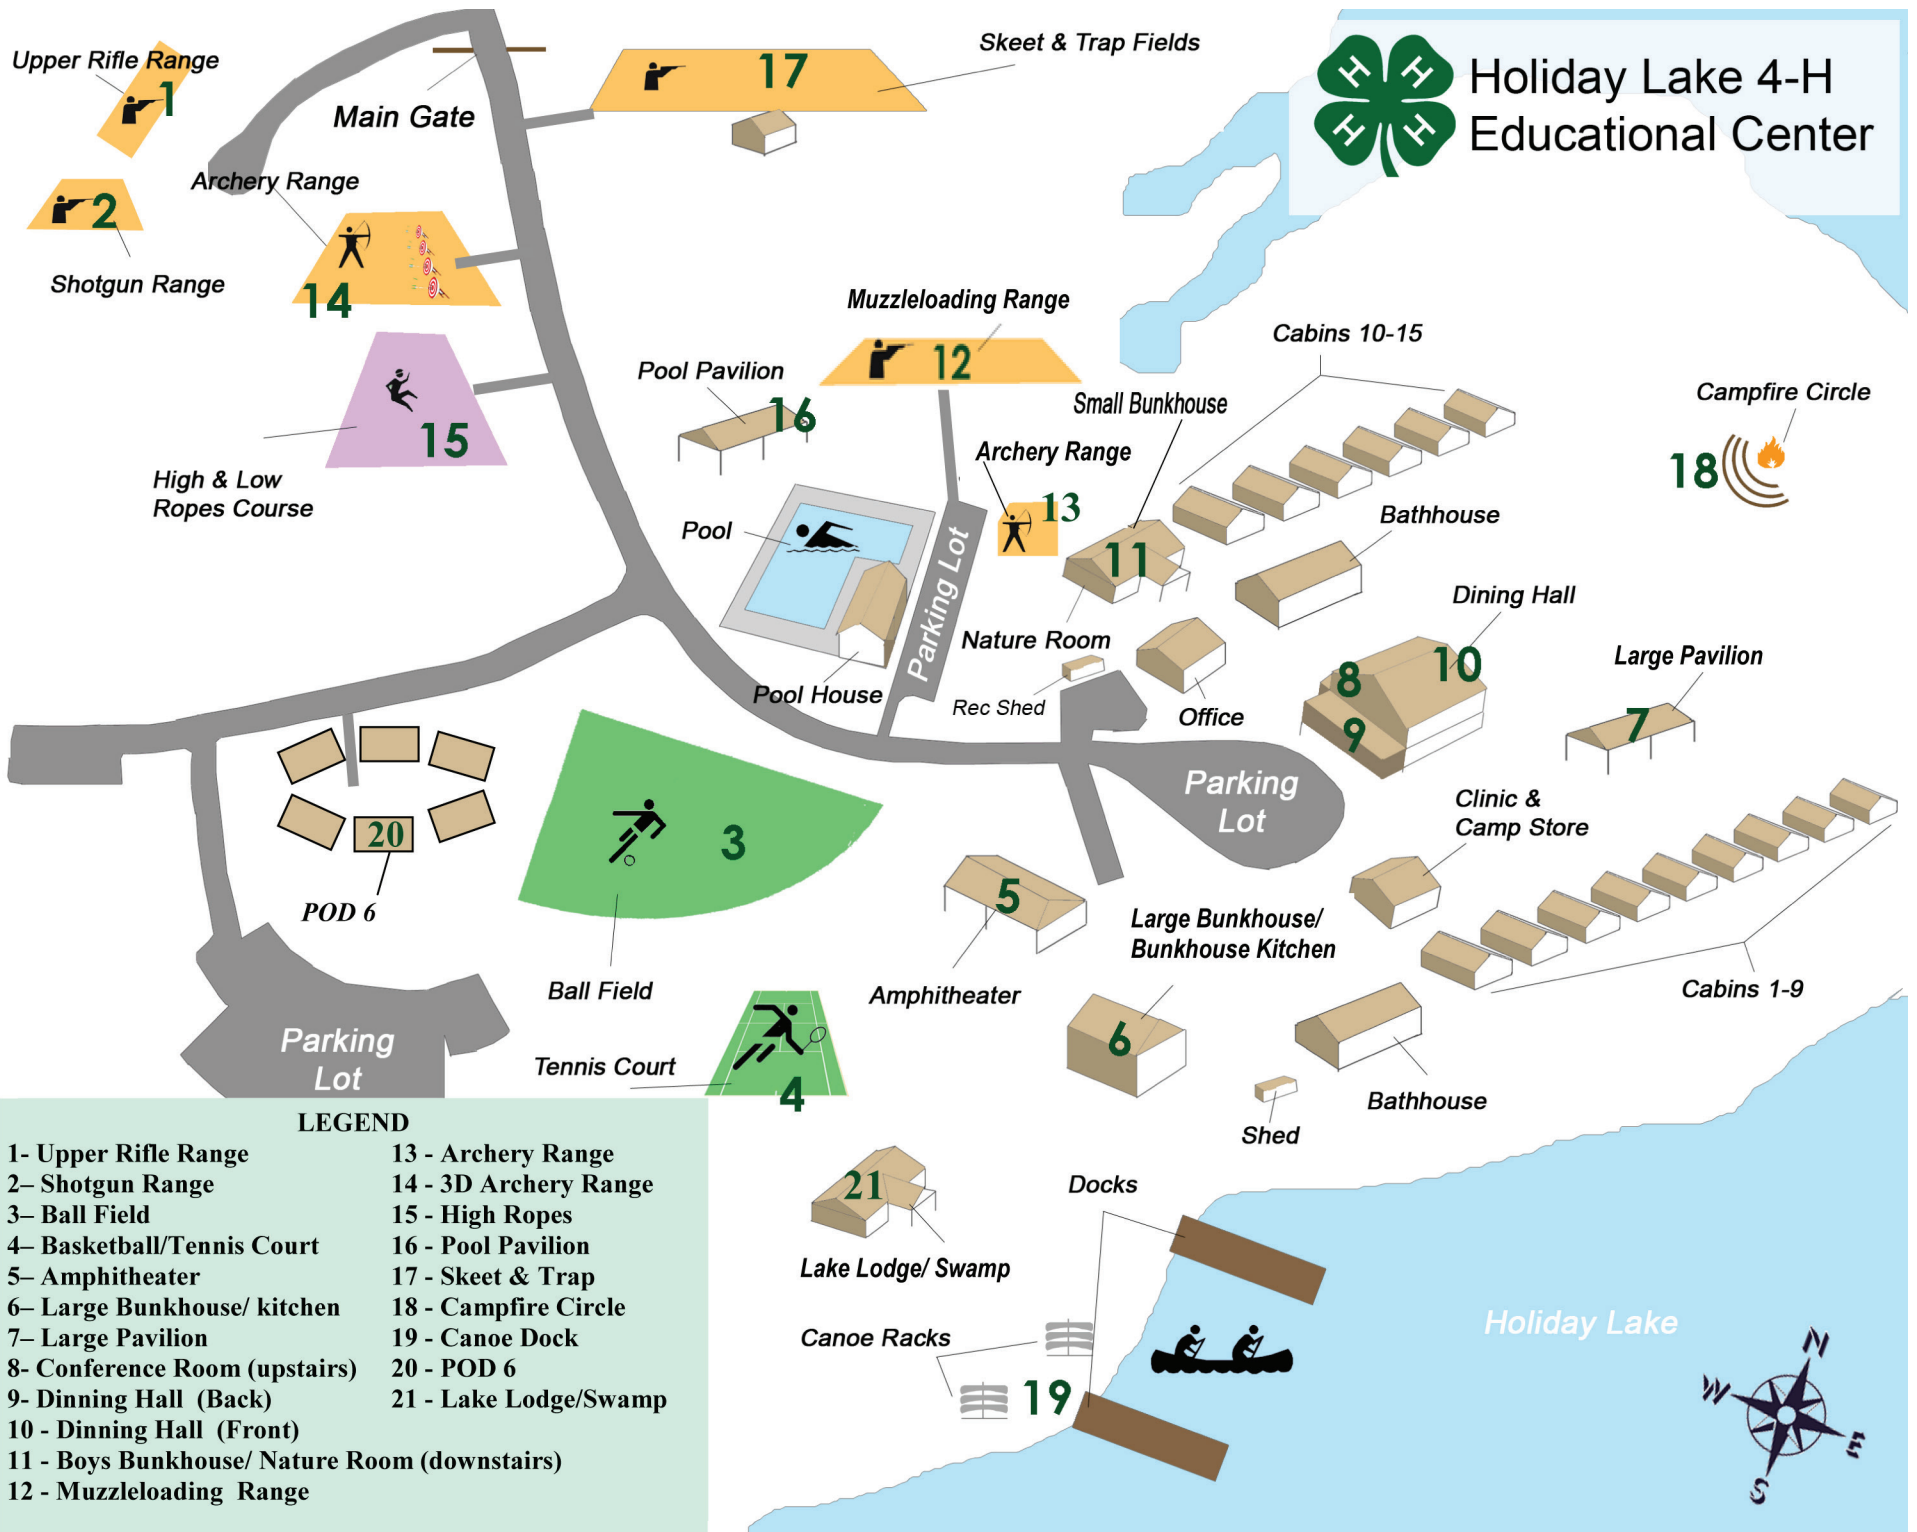 Upper Rifle Range
1
Main Gate
17
Skeet & Trap Fields
H H
H H
Holiday Lake 4-H
Educational Center
2
Shotgun Range
Archery Range
14
15
High & Low
Ropes Course
Muzzleloading Range
12
Pool Pavilion
16
Small Bunkhouse
Archery Range
13
Cabins 10-15
Campfire Circle
18
Pool
Parking Lot
11
Bathhouse
Nature Room
Dining Hall
8
10
9
Large Pavilion
7
Pool House
Rec Shed
Office
Parking
Lot
20
POD 6
3
Ball Field
Clinic &
Camp Store
5
Amphitheater
Large Bunkhouse/
Bunkhouse Kitchen
6
Cabins 1-9
Parking
Lot
Tennis Court
4
Bathhouse
Shed
21
Lake Lodge/ Swamp
Docks
Canoe Racks
19
Holiday Lake
N
W
E
S
LEGEND
1- Upper Rifle Range
2– Shotgun Range
3– Ball Field
4– Basketball/Tennis Court
5– Amphitheater
6– Large Bunkhouse/ kitchen
7– Large Pavilion
8- Conference Room (upstairs)
9- Dinning Hall (Back)
10 - Dinning Hall (Front)
11 - Boys Bunkhouse/ Nature Room (downstairs)
12 - Muzzleloading Range
13 - Archery Range
14 - 3D Archery Range
15 - High Ropes
16 - Pool Pavilion
17 - Skeet & Trap
18 - Campfire Circle
19 - Canoe Dock
20 - POD 6
21 - Lake Lodge/Swamp